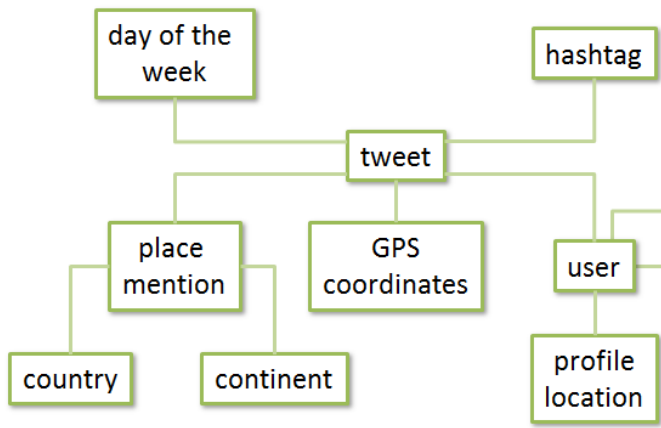 day of the
week
hashtag
tweet
place
mention
GPS
coordinates
user
country
continent
profile
location